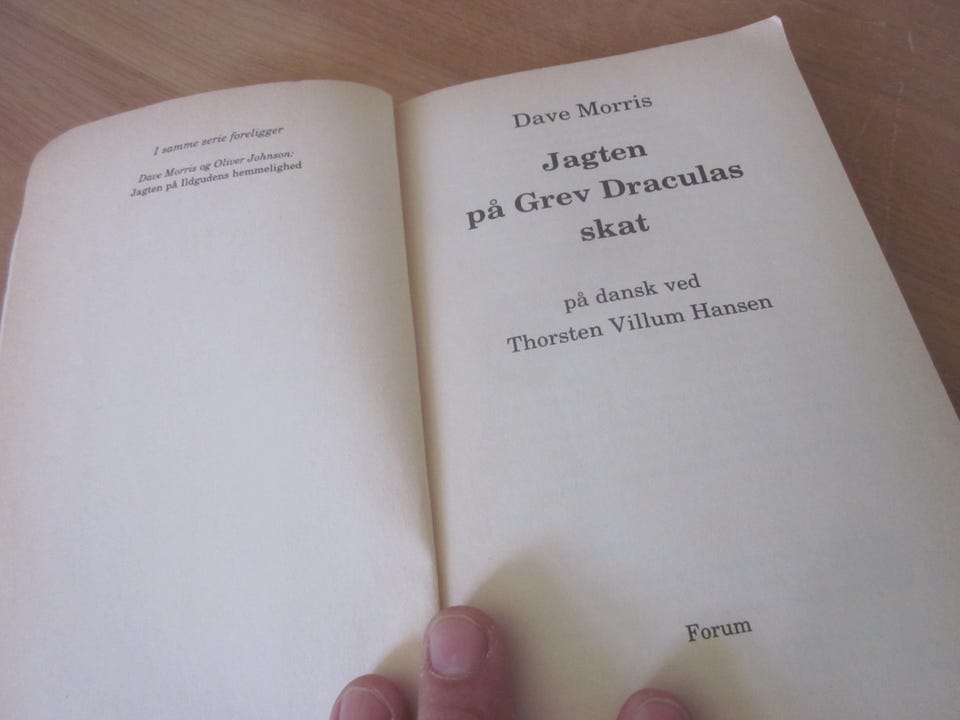 I samme serie foreligger
Dave Morris og Oliver Johnson:
Jagten på Ildgudens hemmelighed
Dave Morris
Jagten
på Grev Draculas
skat
på dansk ved
Thorsten Villum Hansen
Forum